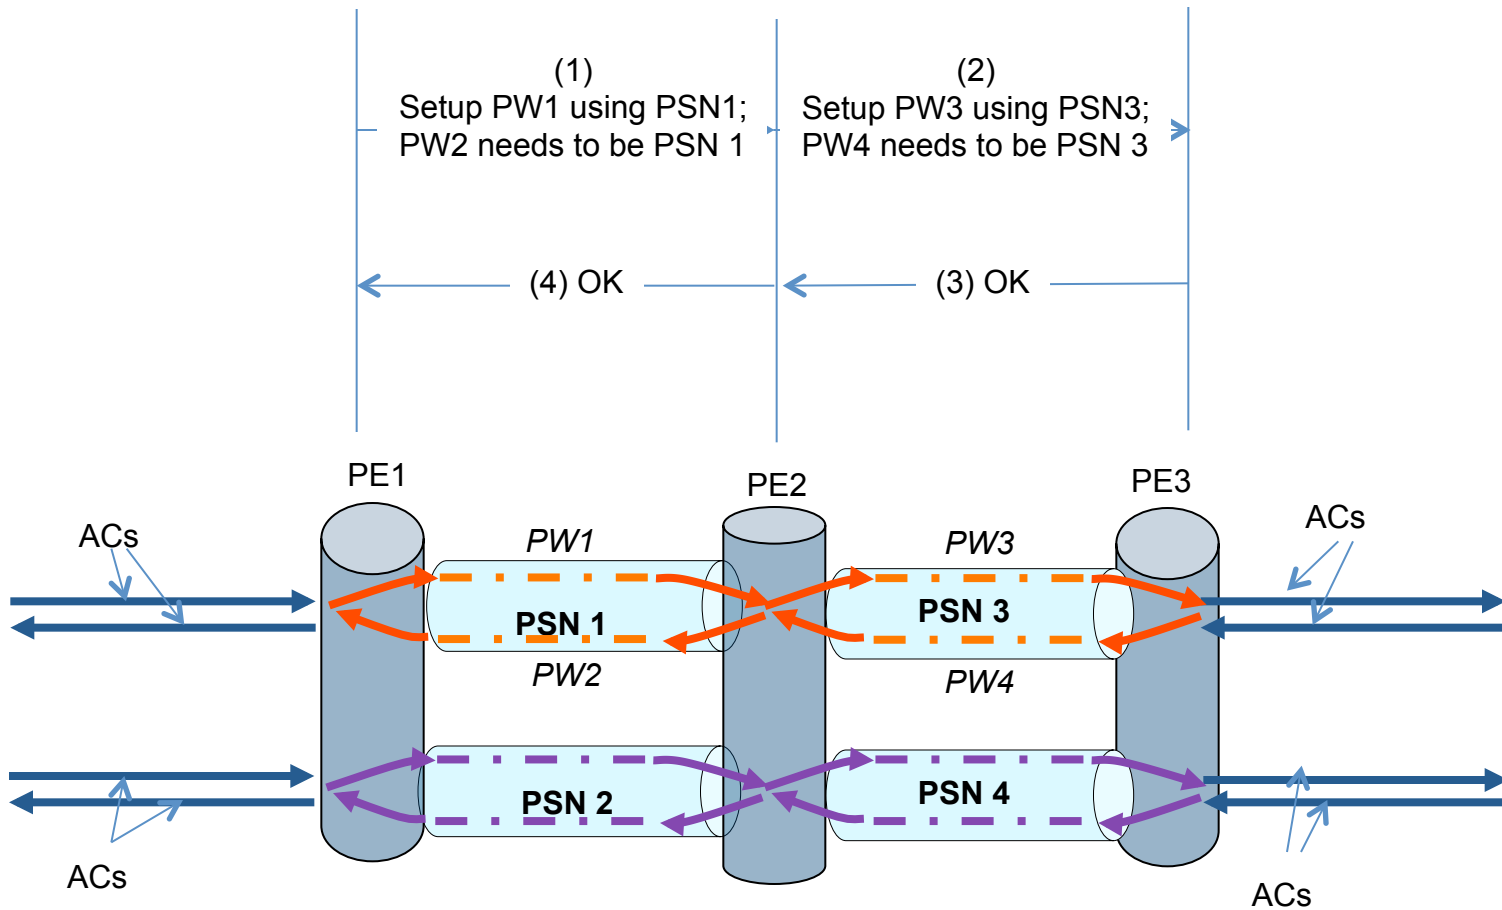 (1)
Setup PW1 using PSN1;
PW2 needs to be PSN 1
(2)
Setup PW3 using PSN3;
PW4 needs to be PSN 3
(4) OK
(3) OK
PE1
PE2
PE3
ACs
ACs
PW1
PW3
PSN 1
PSN 3
PW2
PW4
PSN 2
PSN 4
ACs
ACs